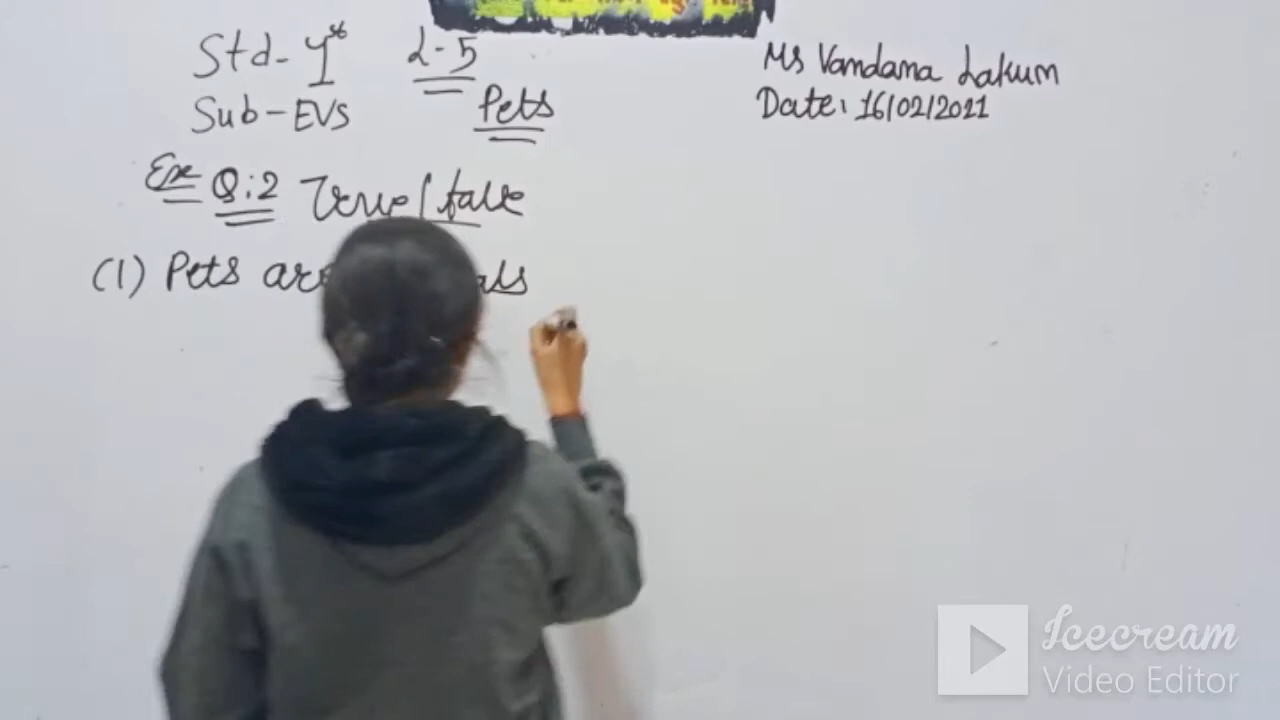 Std-1st L-5
Sub-EVS Pets
Ms Vandana Lakum
Date: 16/02/2021
Ex Q:2 True/false
(1) Pets are
Icecream
Video Editor